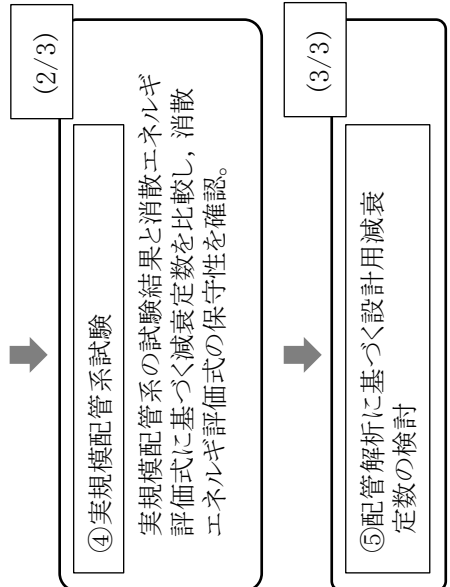 (2/3)
④実規模配管系試験
実規模配管系の試験結果と消散エネルギ
評価式に基づく減衰定数を比較し，消散
エネルギ評価式の保守性を確認。
(3/3)
⑤配管解析に基づく設計用減衰
定数の検討